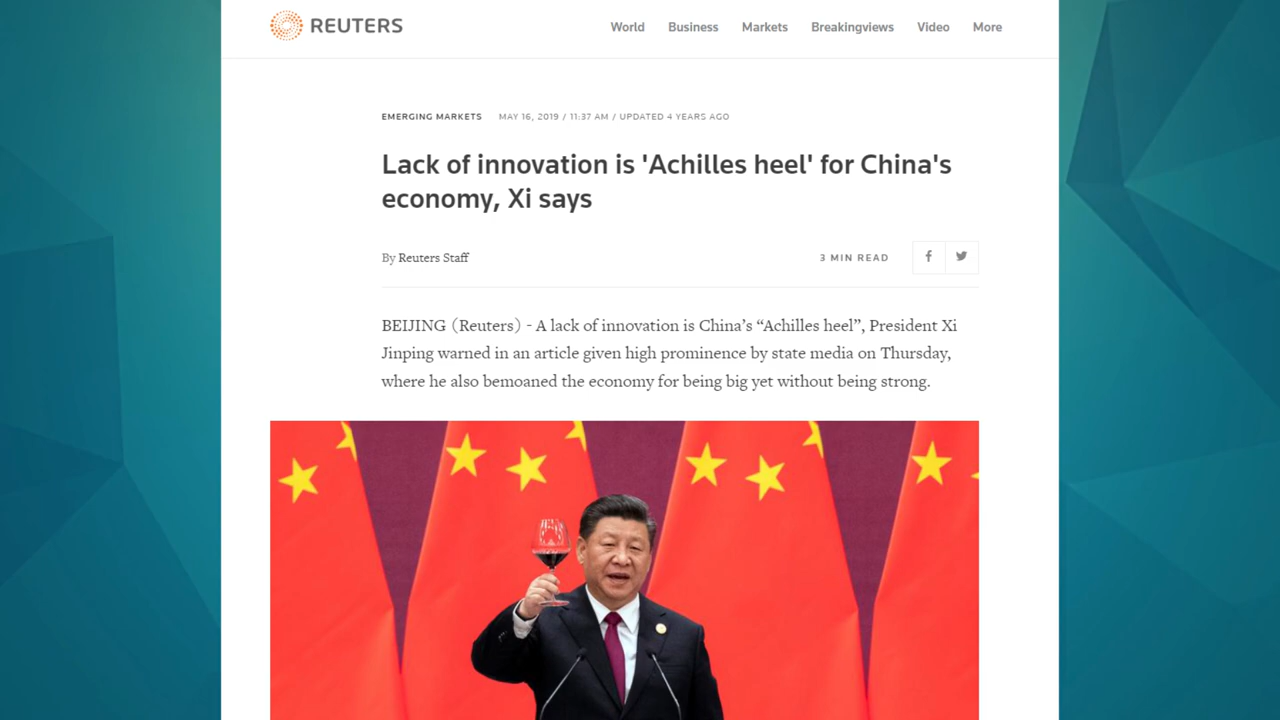 REUTERS
World Business Markets Breakingviews Video More
EMERGING MARKETS MAY 16, 2019 / 11:37 AM / UPDATED 4 YEARS AGO
Lack of innovation is 'Achilles heel' for China's
economy, Xi says
By Reuters Staff
3 MIN READ
BEIJING (Reuters) - A lack of innovation is China’s “Achilles heel”, President Xi
Jinping warned in an article given high prominence by state media on Thursday,
where he also bemoaned the economy for being big yet without being strong.